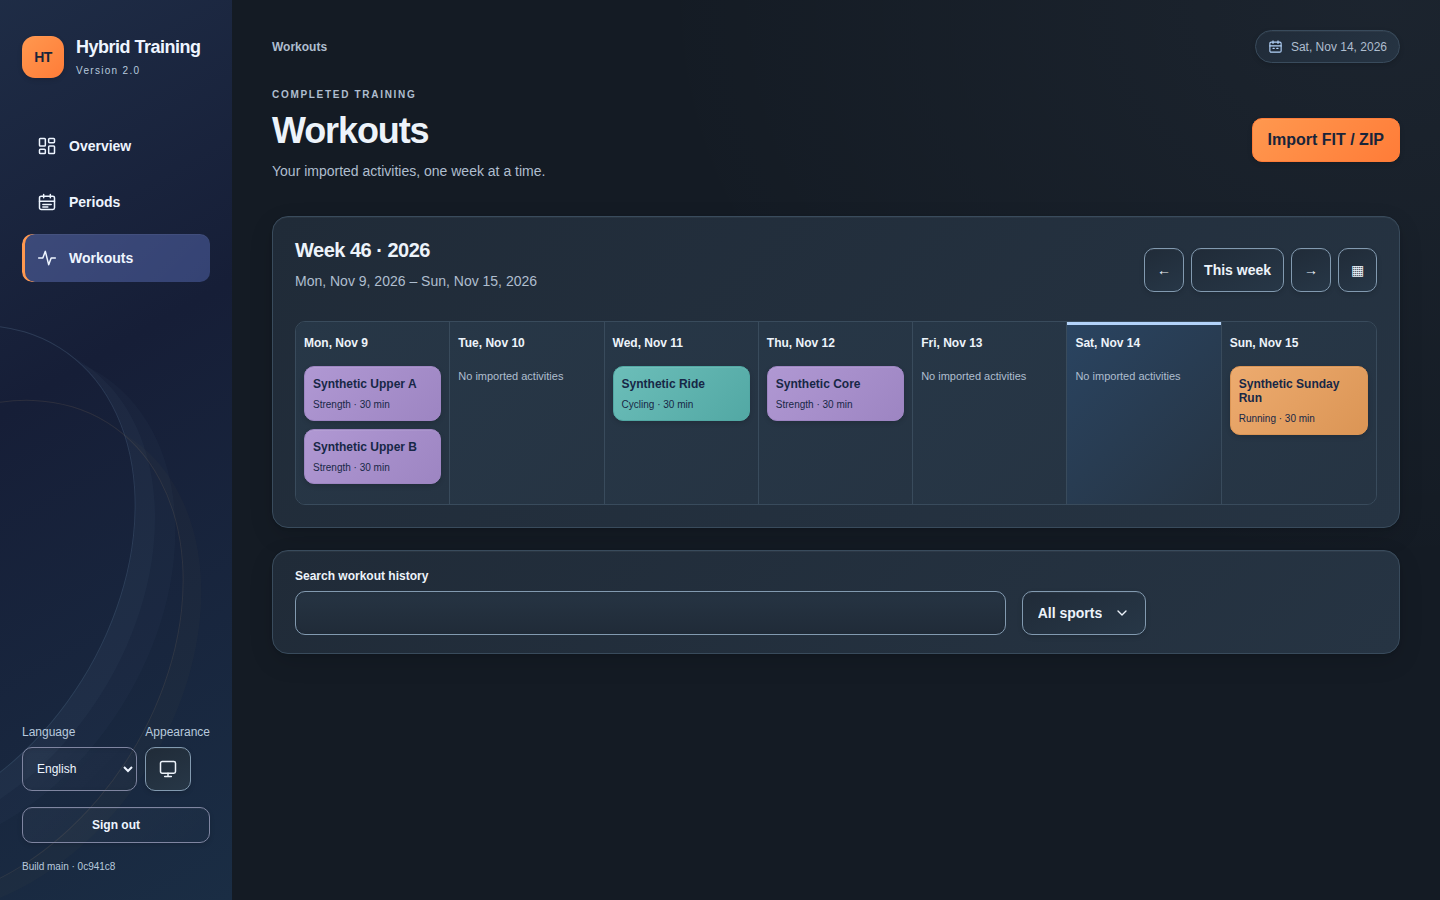 HT
Hybrid Training
Version 2.0
Overview
Periods
Workouts
Language
Appearance
English
Sign out
Build main · 0c941c8
Workouts
Sat, Nov 14, 2026
COMPLETED TRAINING
Workouts
Your imported activities, one week at a time.
Import FIT / ZIP
Week 46 · 2026
Mon, Nov 9, 2026 – Sun, Nov 15, 2026
←
This week
→
Mon, Nov 9
Synthetic Upper A
Strength · 30 min
Synthetic Upper B
Strength · 30 min
Tue, Nov 10
No imported activities
Wed, Nov 11
Synthetic Ride
Cycling · 30 min
Thu, Nov 12
Synthetic Core
Strength · 30 min
Fri, Nov 13
No imported activities
Sat, Nov 14
No imported activities
Sun, Nov 15
Synthetic Sunday
Run
Running · 30 min
Search workout history
All sports